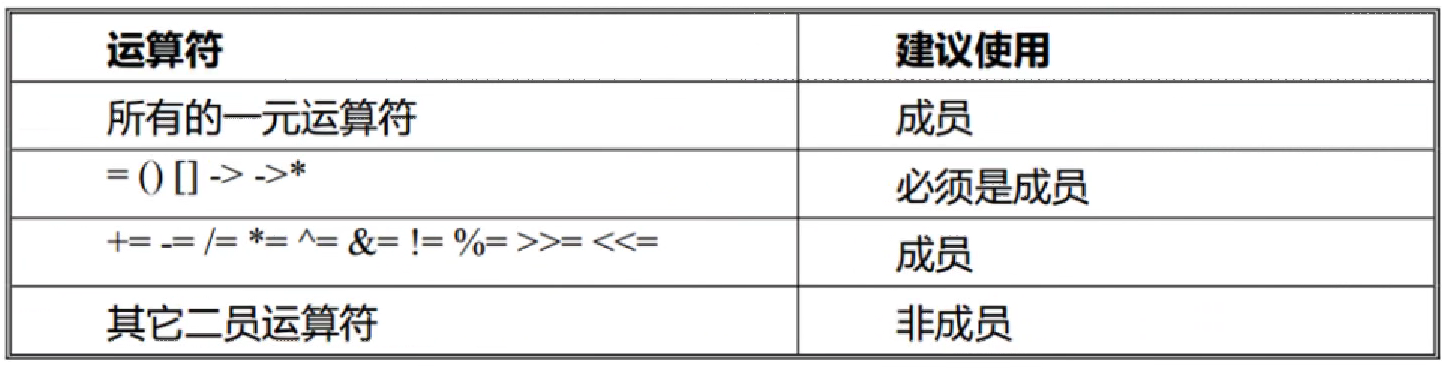 运算符 建议使用
所有的一元运算符 成员
= () [] -> ->* 必须是成员
+= -= /= *= ^= &= != %= >>= <<= 成员
其它二员运算符 非成员